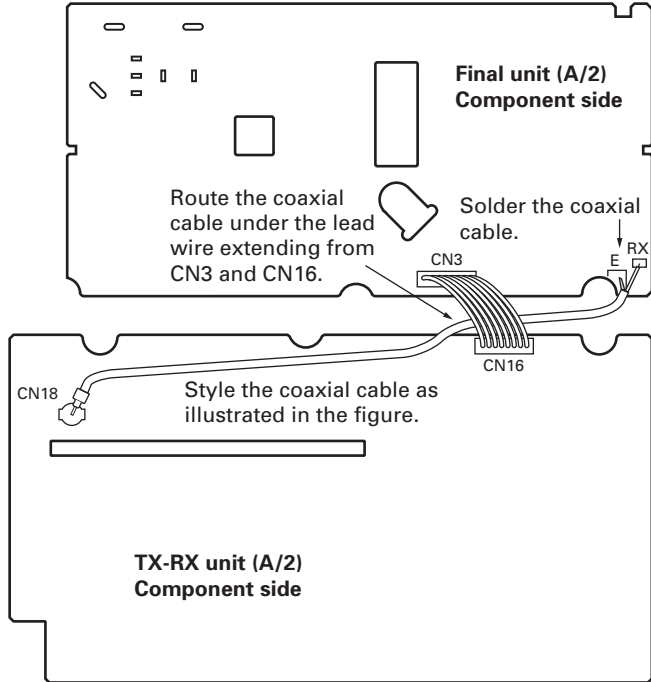 Final unit (A/2)
Component side
Route the coaxial
cable under the lead
wire extending from
CN3 and CN16.
Solder the coaxial
cable.
E
RX
CN3
CN16
CN18
Style the coaxial cable as
illustrated in the figure.
TX-RX unit (A/2)
Component side